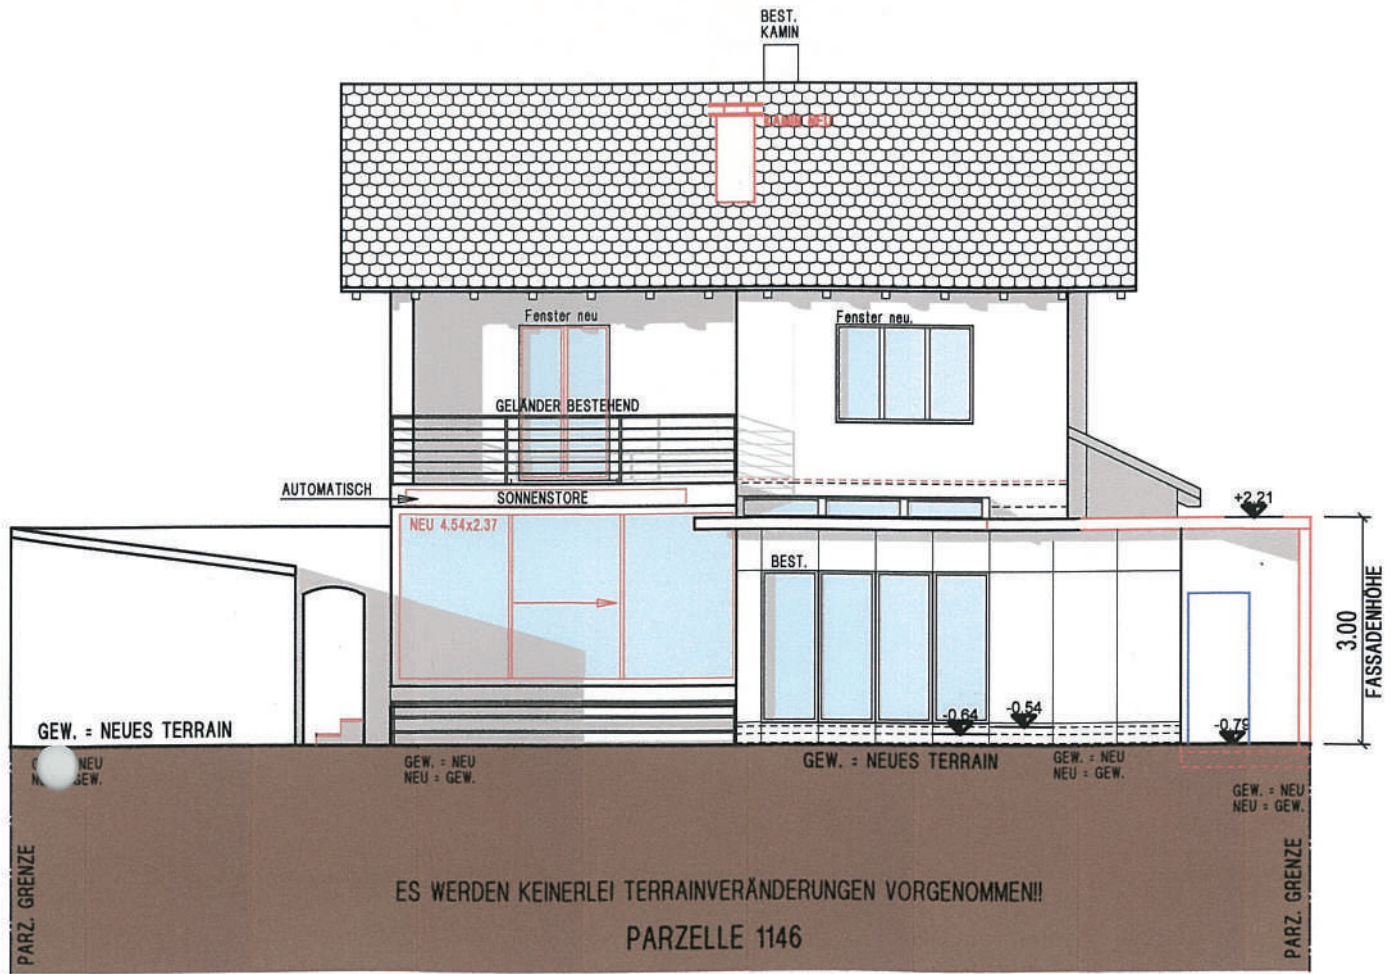 BEST.
KAMIN
KAMIN NEU
Fenster neu
Fenster neu.
GELÄNDER BESTEHEND
AUTOMATISCH
SONNENSTORE
+2.21
NEU 4.54x2.37
BEST.
3.00
FASSADENHÖHE
-0.64
-0.54
-0.79
GEW. = NEUES TERRAIN
NEU
GEW.
GEW. = NEU
NEU = GEW.
GEW. = NEUES TERRAIN
GEW. = NEU
NEU = GEW.
GEW. = NEU
NEU = GEW.
PARZ. GRENZE
PARZ. GRENZE
ES WERDEN KEINERLEI TERRAINVERÄNDERUNGEN VORGENOMMEN!!
PARZELLE 1146